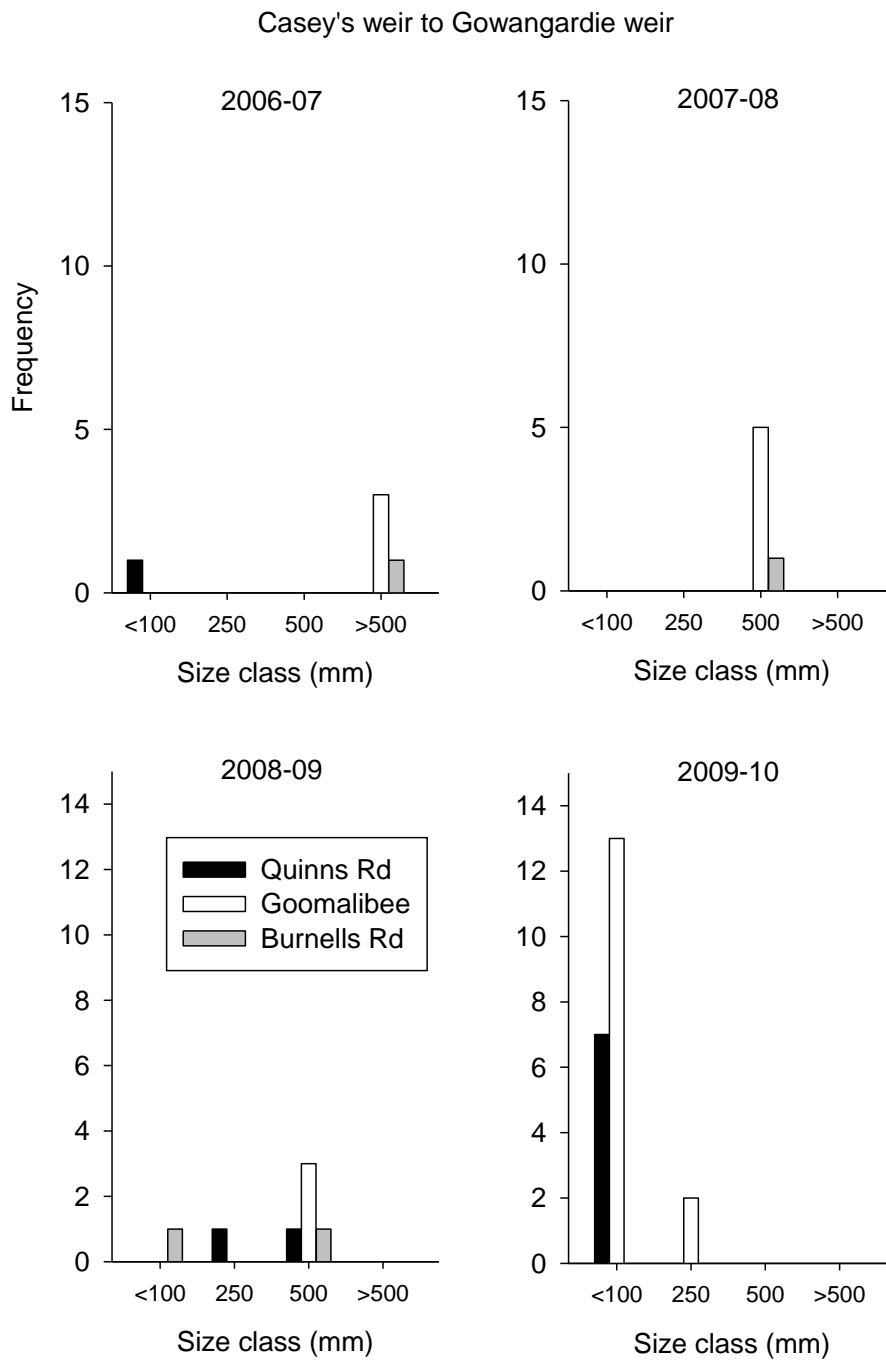 Casey's weir to Gowangardie weir
2006-07
15
10
5
0
Frequency
<100 250 500 >500
Size class (mm)
2007-08
15
10
5
0
<100 250 500 >500
Size class (mm)
2008-09
14
12
10
8
6
4
2
0
Quinns Rd
Goomalibee
Burnells Rd
<100 250 500 >500
Size class (mm)
2009-10
14
12
10
8
6
4
2
0
<100 250 500 >500
Size class (mm)